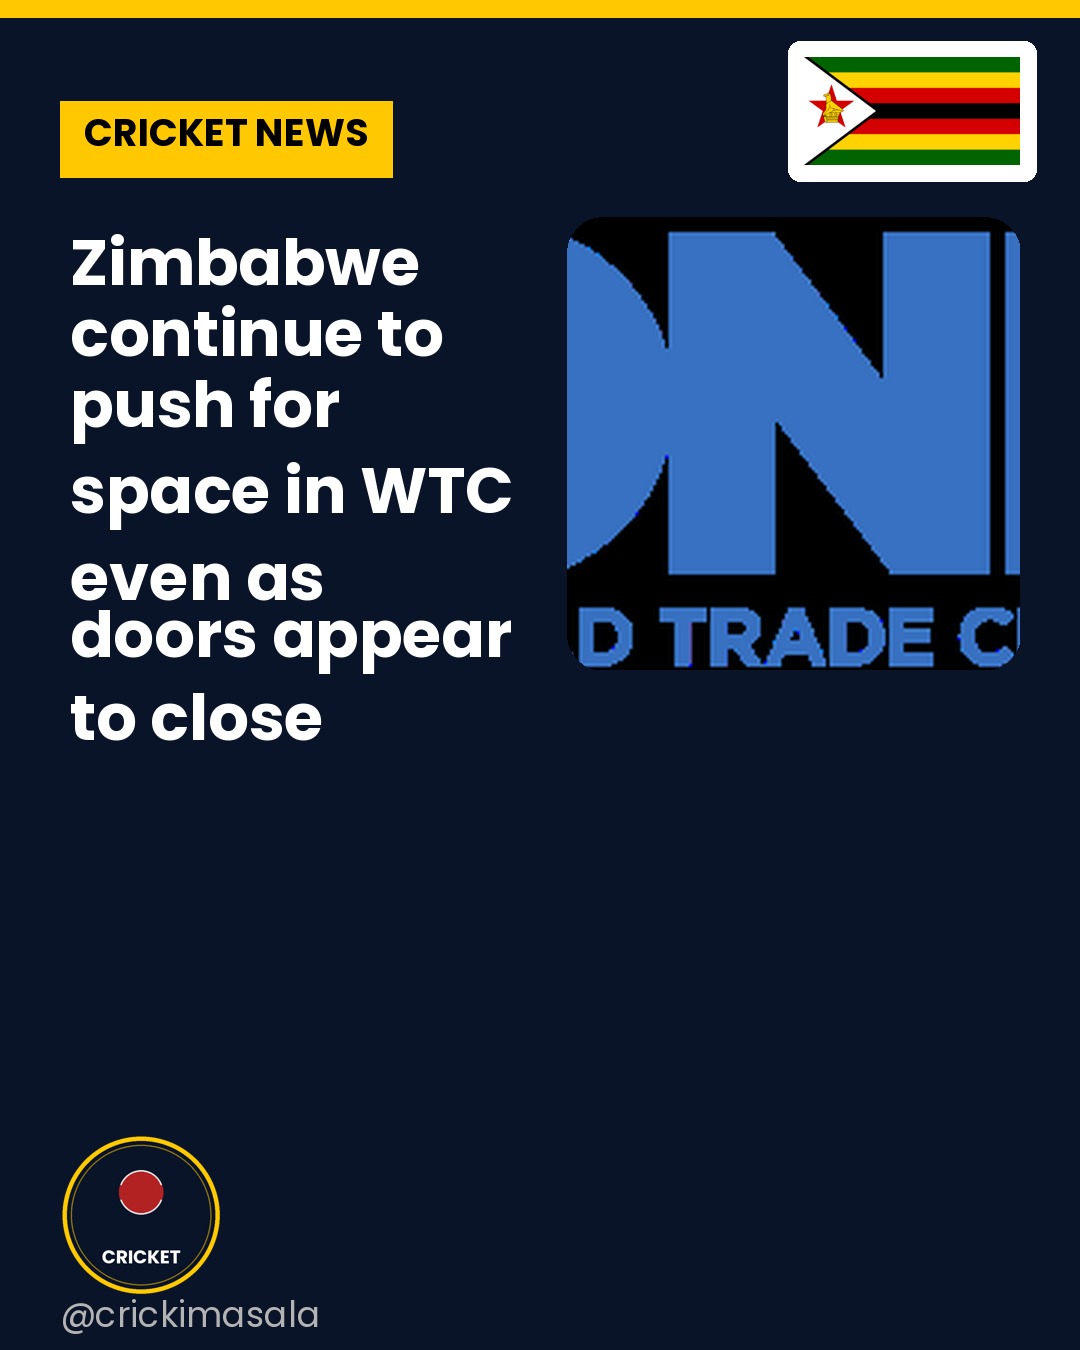 CRICKET NEWS
Zimbabwe
continue to
push for
space in WTC
even as
doors appear
to close
N
D TRADE C
CRICKET
@crickimasala